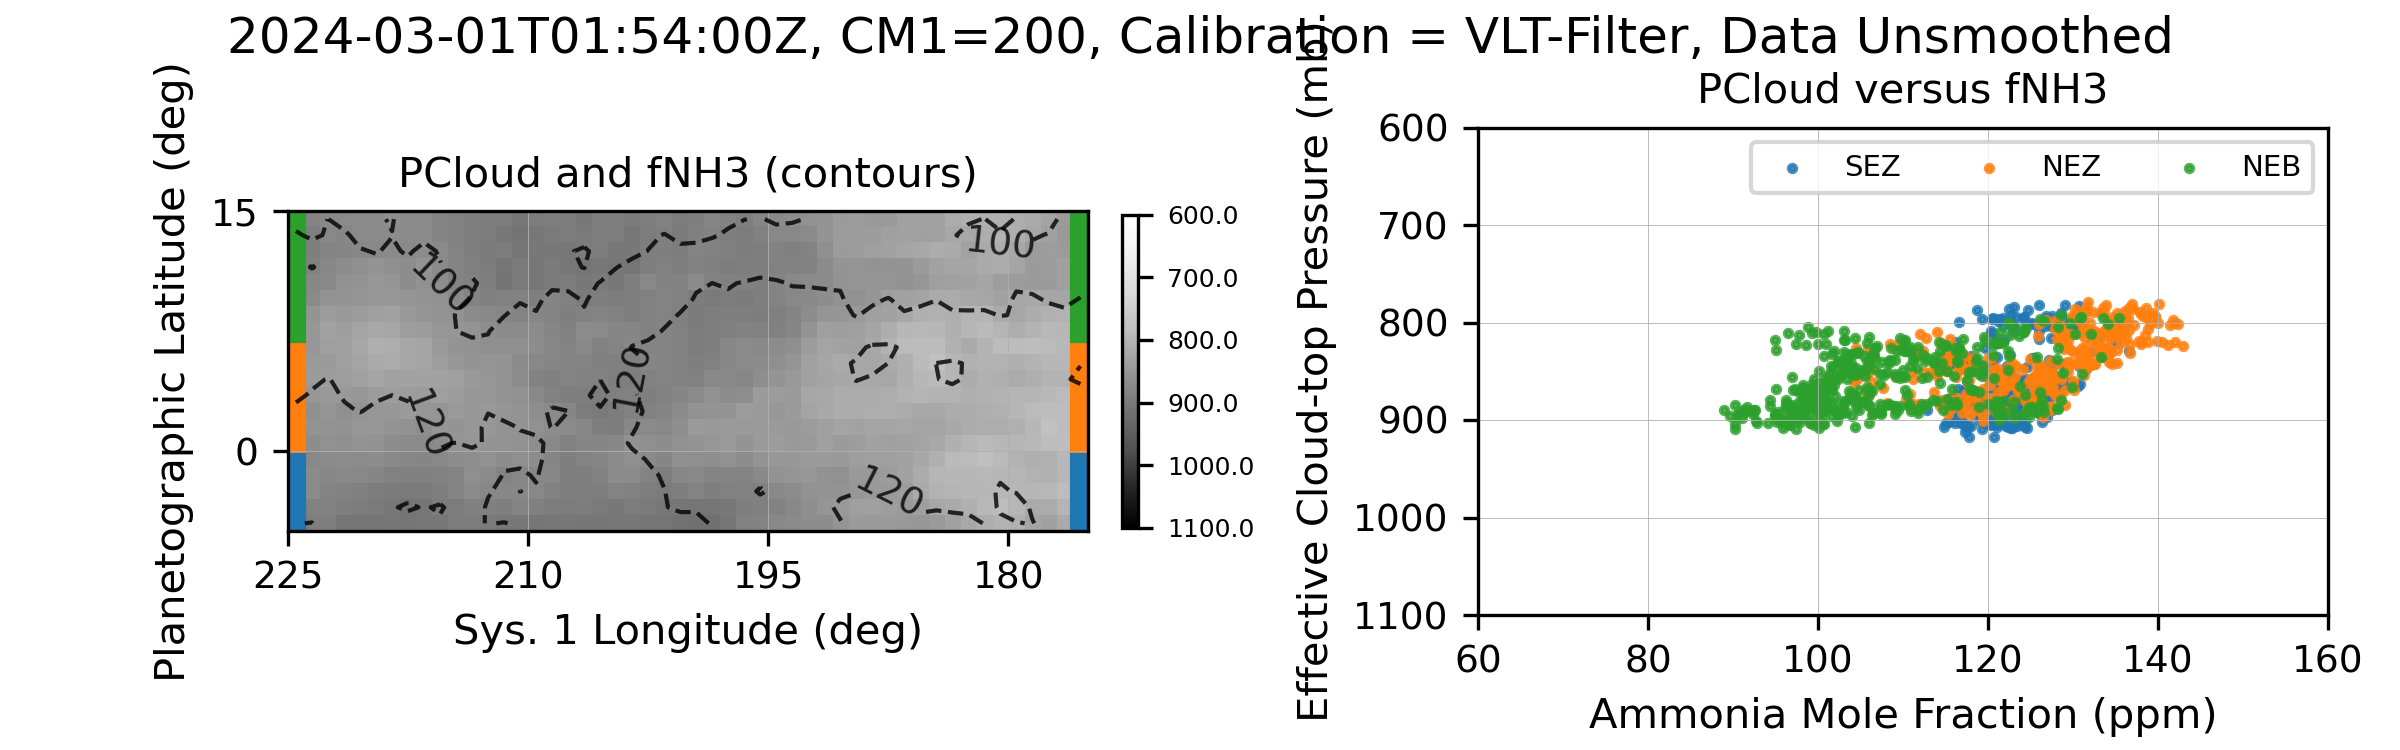 2024-03-01T01:54:00Z, CM1=200, Calibration = VLT-Filter, Data Unsmoothed
PCloud and fNH3 (contours)
Planetographic Latitude (deg)
15
0
100
100
120
120
120
225 210 195 180
Sys. 1 Longitude (deg)
600.0
700.0
800.0
900.0
1000.0
1100.0
PCloud versus fNH3
Effective Cloud-top Pressure (mb)
600
700
800
900
1000
1100
SEZ NEZ NEB
60 80 100 120 140 160
Ammonia Mole Fraction (ppm)